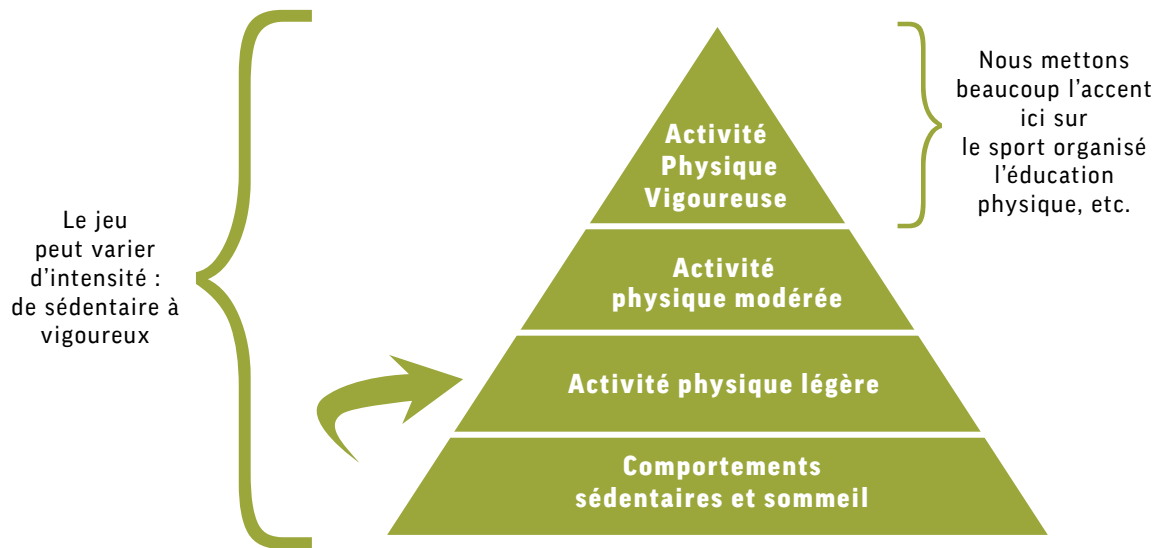 Le jeu
peut varier
d'intensité :
de sédentaire à
vigoureux
Activité
Physique
Vigoureuse
Activité
physique modérée
Activité physique légère
Comportements
sédentaires et sommeil
Nous mettons
beaucoup l'accent
ici sur
le sport organisé
l'éducation
physique, etc.